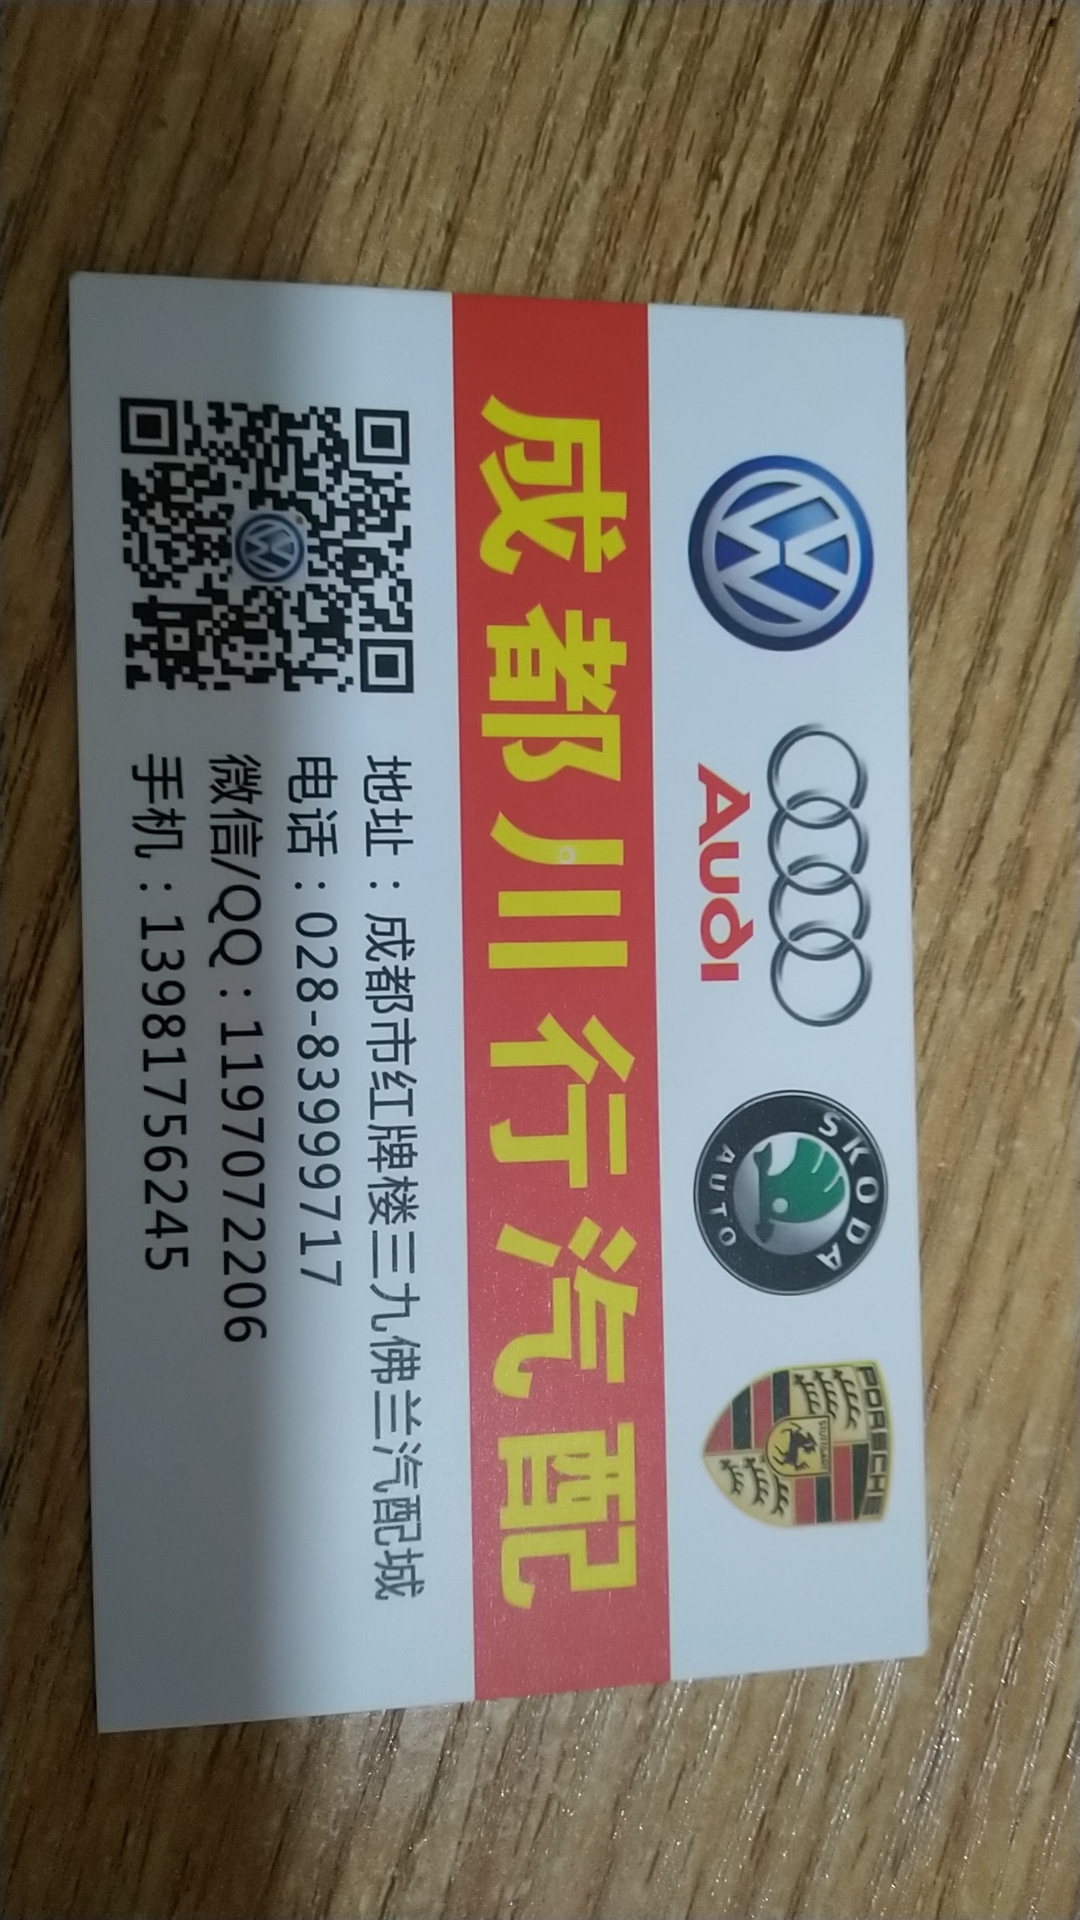 Audi
SKODA
AUTO
PORSCHE
STUTTGART
成都川行汽配
地址：成都市红牌楼三九佛兰汽配城
电话：028-83999717
微信/QQ：1197072206
手机：13981756245